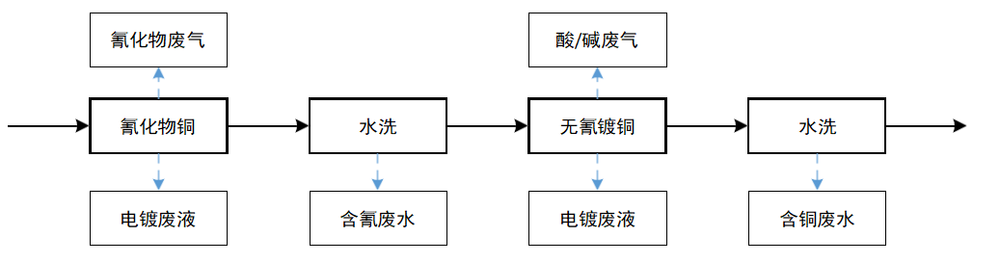 氰化物废气
酸/碱废气
氰化物铜
水洗
无氰镀铜
水洗
电镀废液
含氰废水
电镀废液
含铜废水